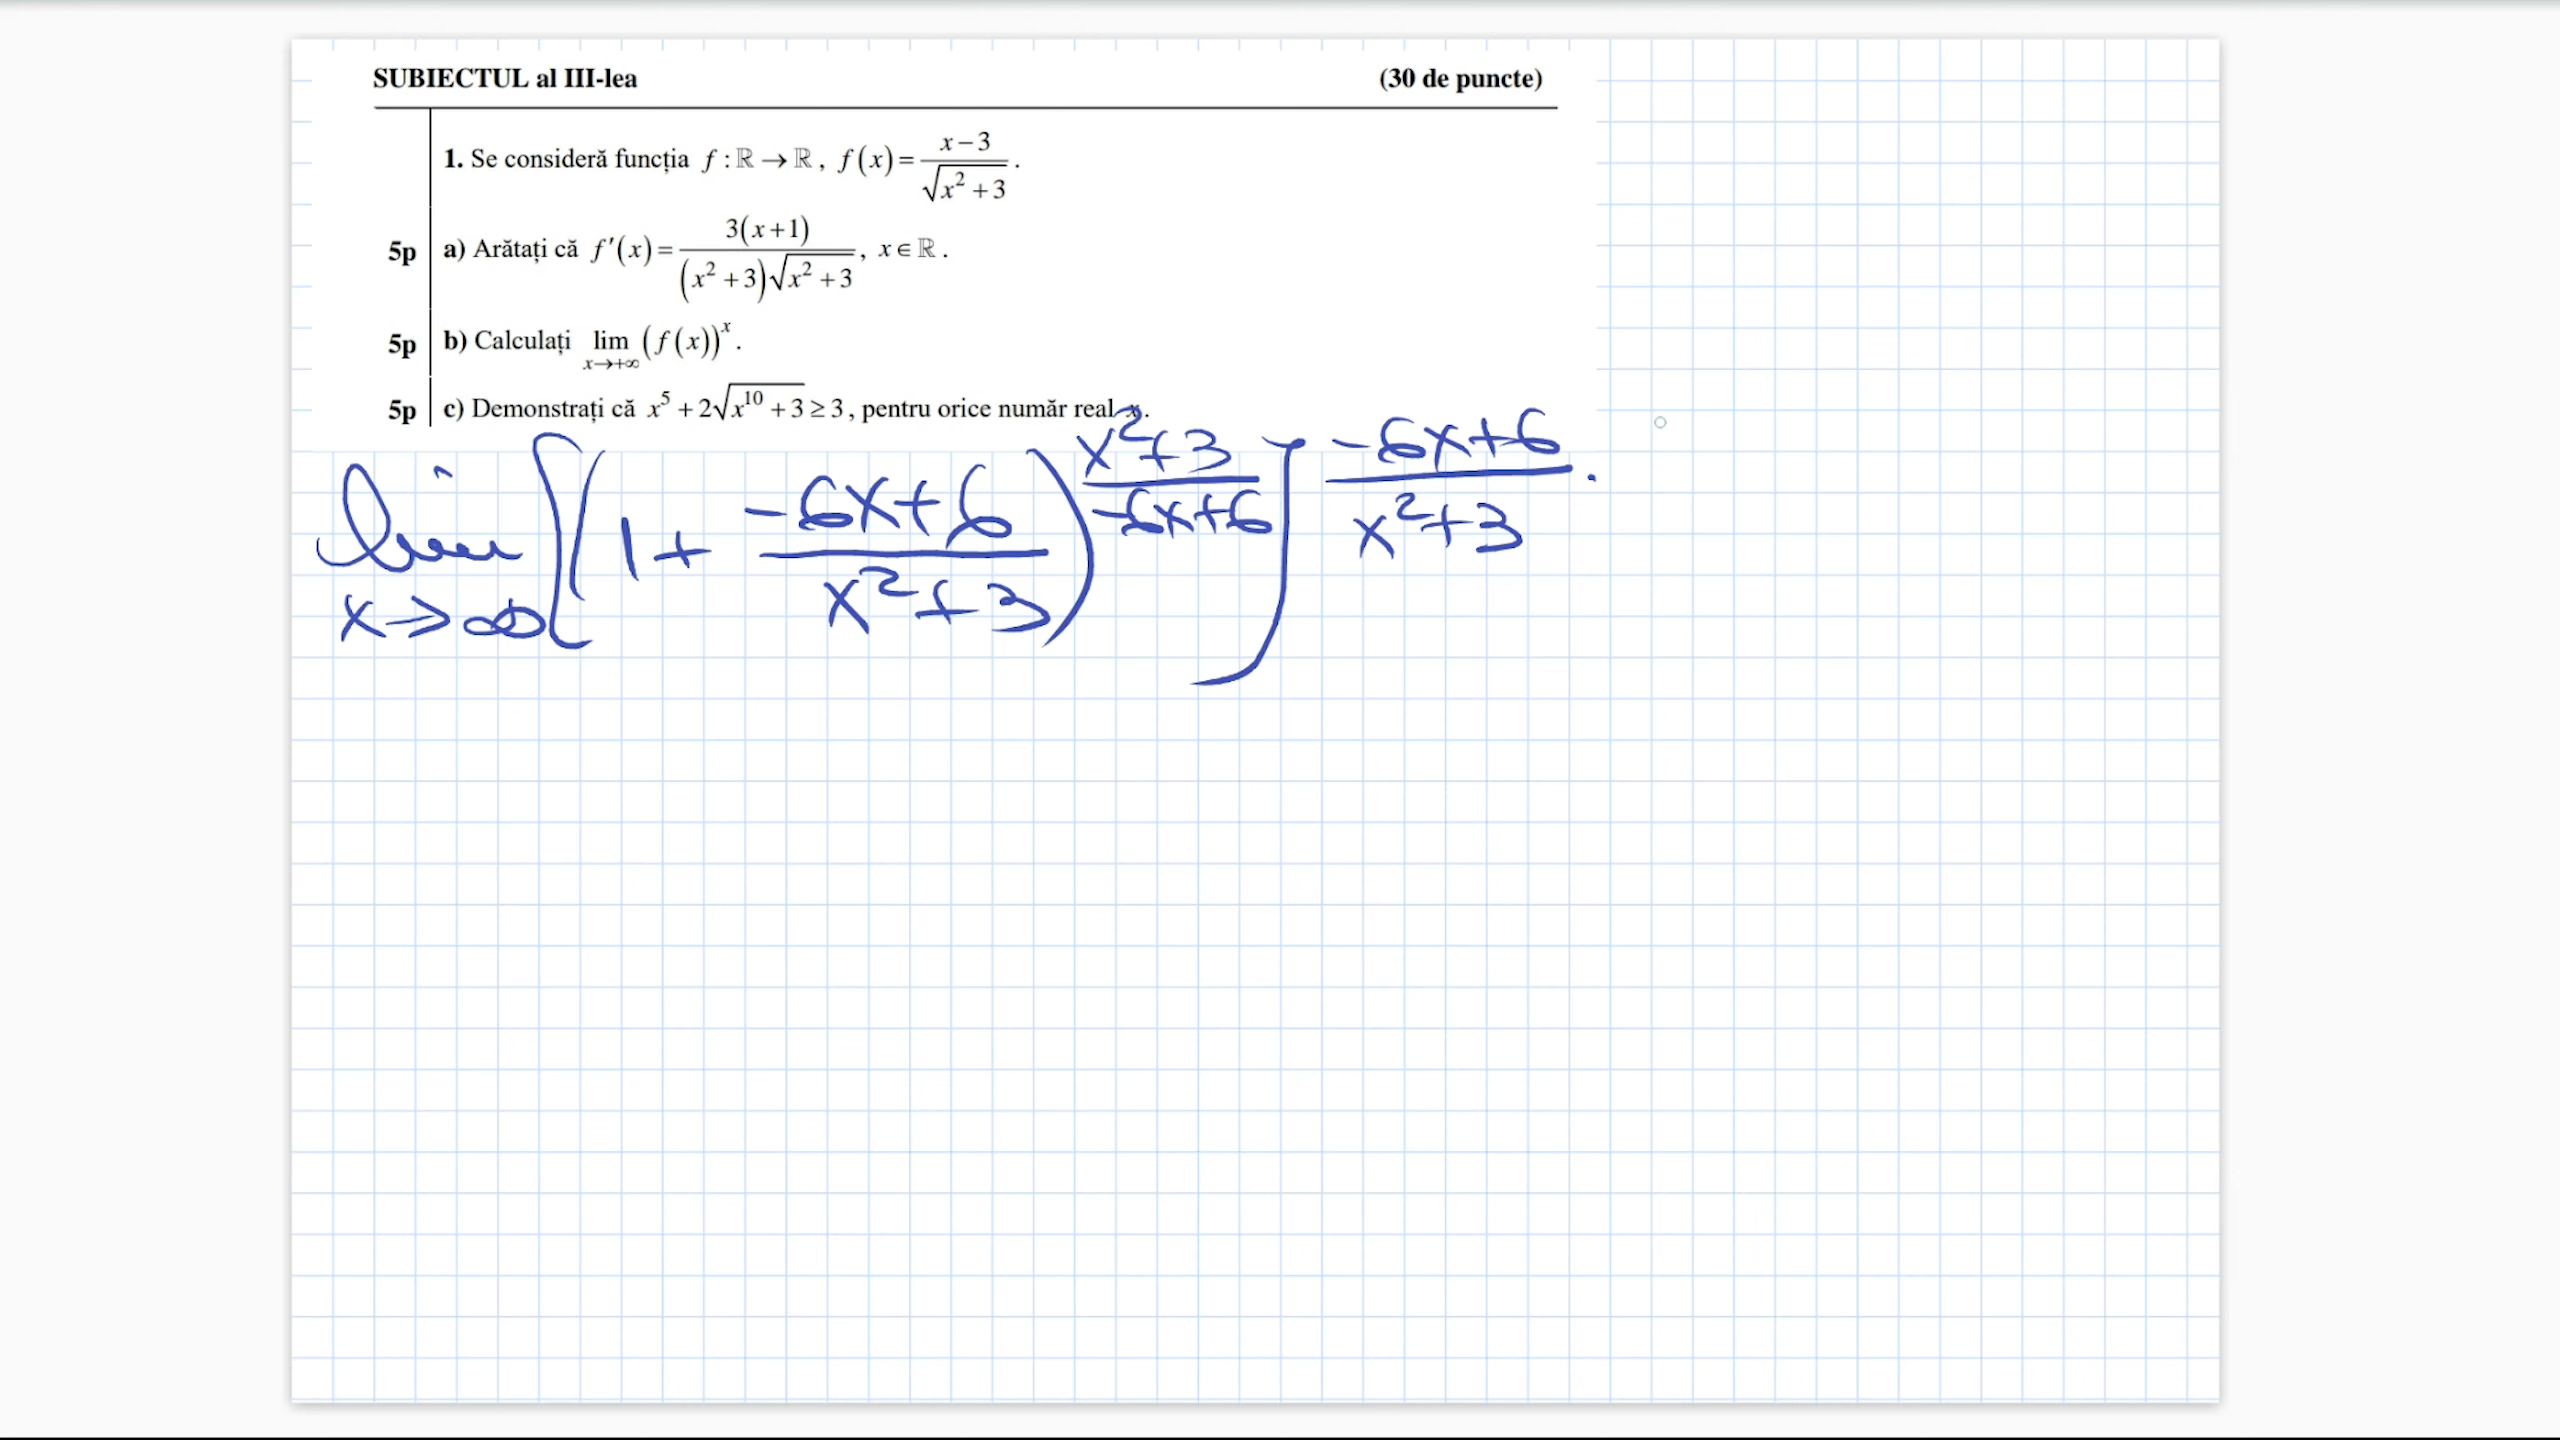 SUBIECTUL al III-lea (30 de puncte)
1. Se consideră funcția f : ℝ → ℝ, f(x) = (x−3)/√(x²+3).
5p a) Arătați că f′(x) = 3(x+1)/((x²+3)√(x²+3)), x ∈ ℝ.
5p b) Calculați lim x→+∞ (f(x))^x.
5p c) Demonstrați că x⁵ + 2√(x¹⁰+3) ≥ 3, pentru orice număr real x.
lim x→∞ [(1 + (−6x+6)/(x²+3))^((x²+3)/(−6x+6))]^((−6x+6)/(x²+3) ·